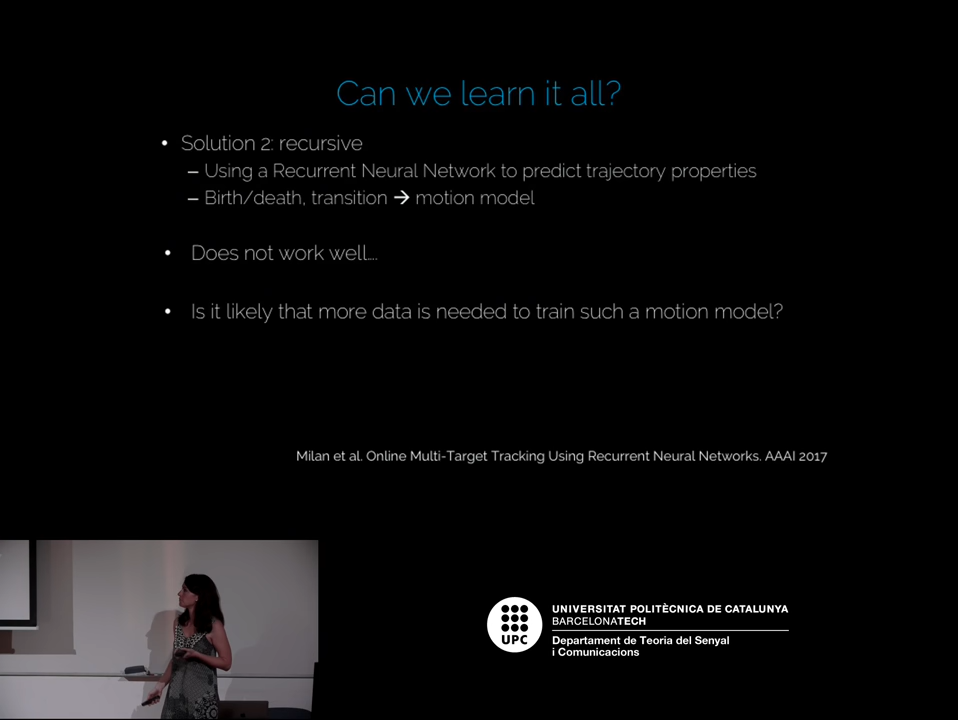 Can we learn it all?
• Solution 2: recursive
– Using a Recurrent Neural Network to predict trajectory properties
– Birth/death, transition → motion model
• Does not work well….
• Is it likely that more data is needed to train such a motion model?
Milan et al. Online Multi-Target Tracking Using Recurrent Neural Networks. AAAI 2017
UPC
UNIVERSITAT POLITÈCNICA DE CATALUNYA
BARCELONATECH
Departament de Teoria del Senyal
i Comunicacions